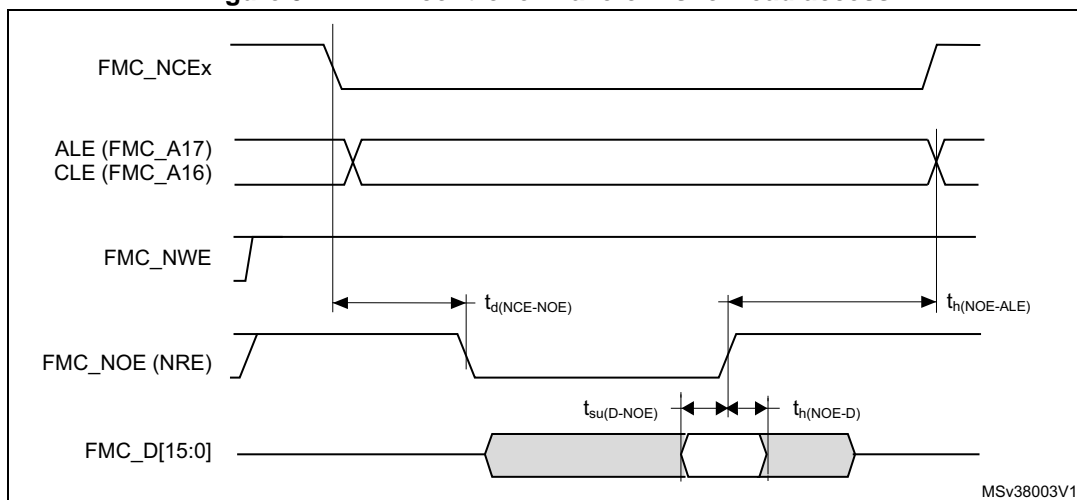 FMC_NCEx
ALE (FMC_A17)
CLE (FMC_A16)
FMC_NWE
td(NCE-NOE)
th(NOE-ALE)
FMC_NOE (NRE)
tsu(D-NOE)
th(NOE-D)
FMC_D[15:0]
MSv38003V1